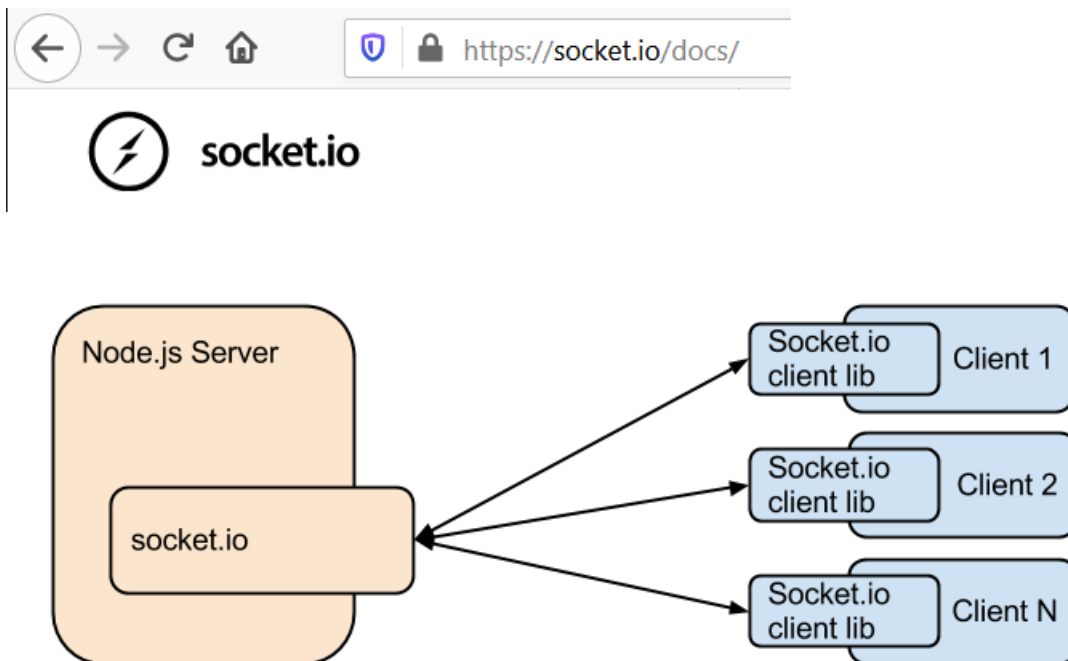 https://socket.io/docs/
socket.io
Node.js Server
socket.io
Socket.io
client lib
Client 1
Socket.io
client lib
Client 2
Socket.io
client lib
Client N